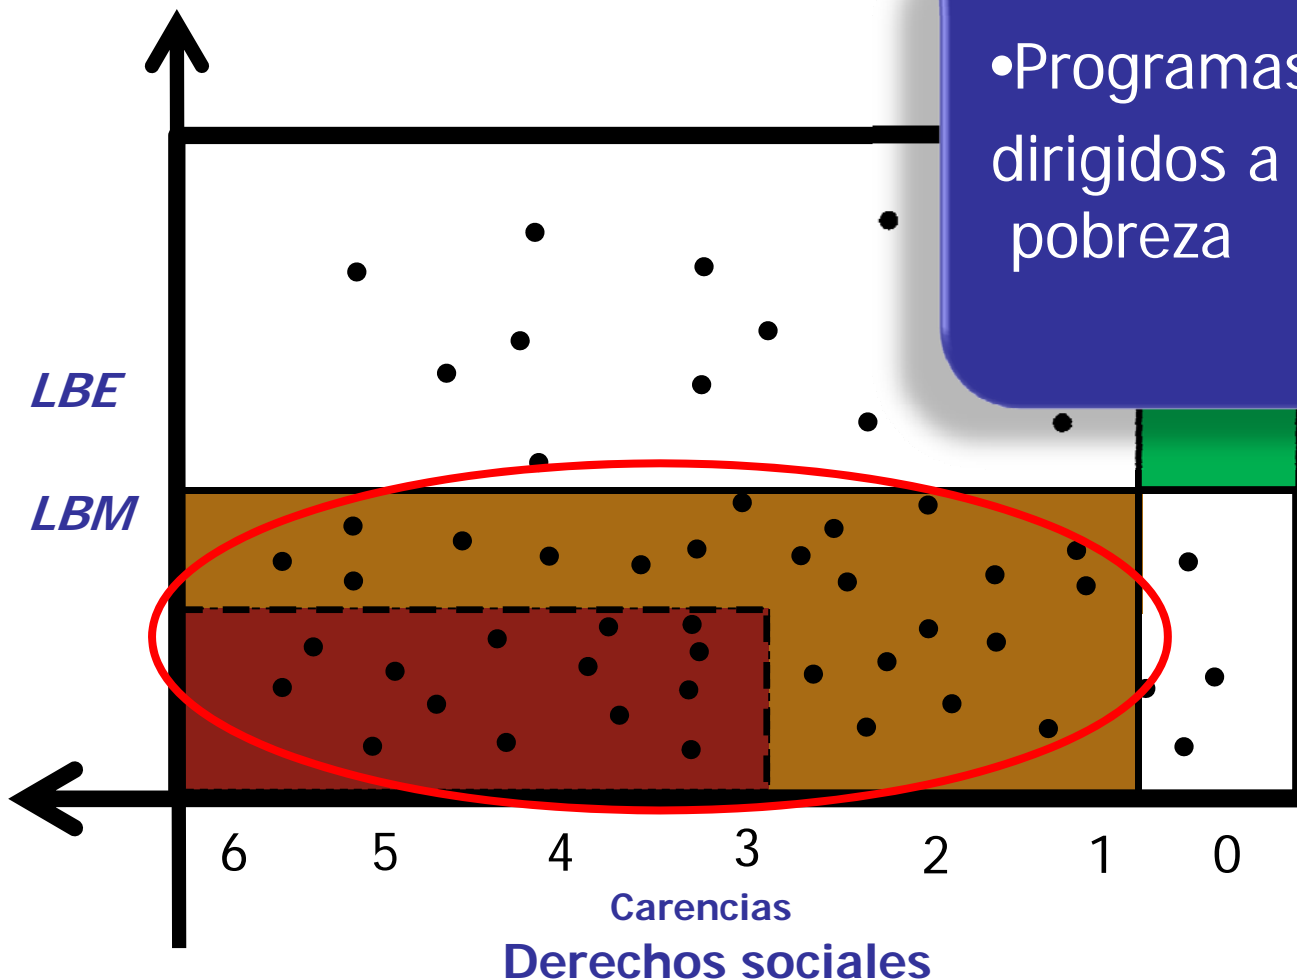 •Programas
dirigidos a
pobreza
LBE
LBM
6 5 4 3 2 1 0
Carencias
Derechos sociales